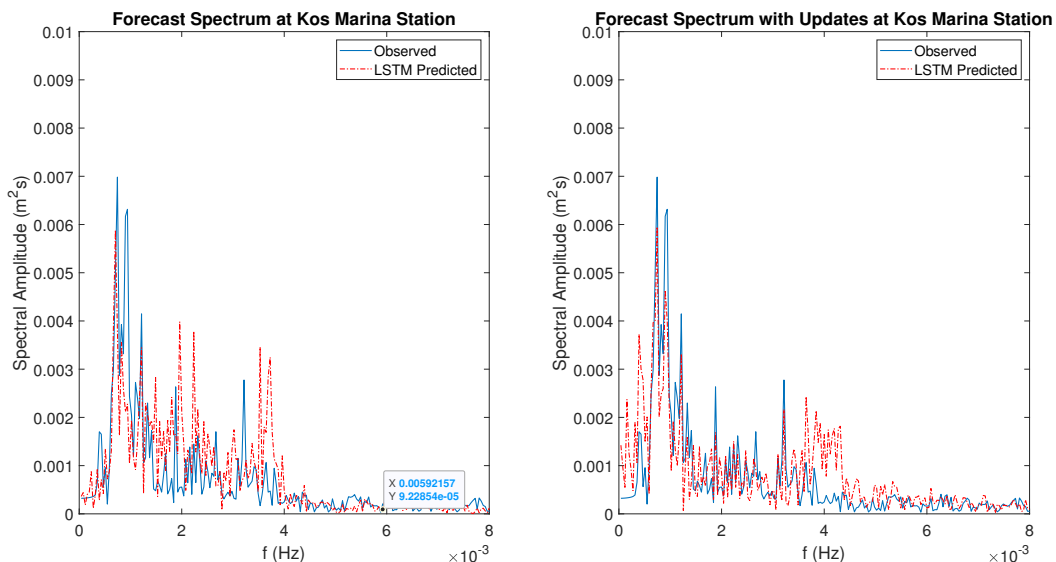 Forecast Spectrum at Kos Marina Station
0.01
0.009
0.008
0.007
0.006
0.005
0.004
0.003
0.002
0.001
0
Spectral Amplitude (m²s)
Observed
LSTM Predicted
X 0.00592157
Y 9.22854e-05
0 2 4 6 8
f (Hz)
×10⁻³
Forecast Spectrum with Updates at Kos Marina Station
0.01
0.009
0.008
0.007
0.006
0.005
0.004
0.003
0.002
0.001
0
Spectral Amplitude (m²s)
Observed
LSTM Predicted
0 2 4 6 8
f (Hz)
×10⁻³